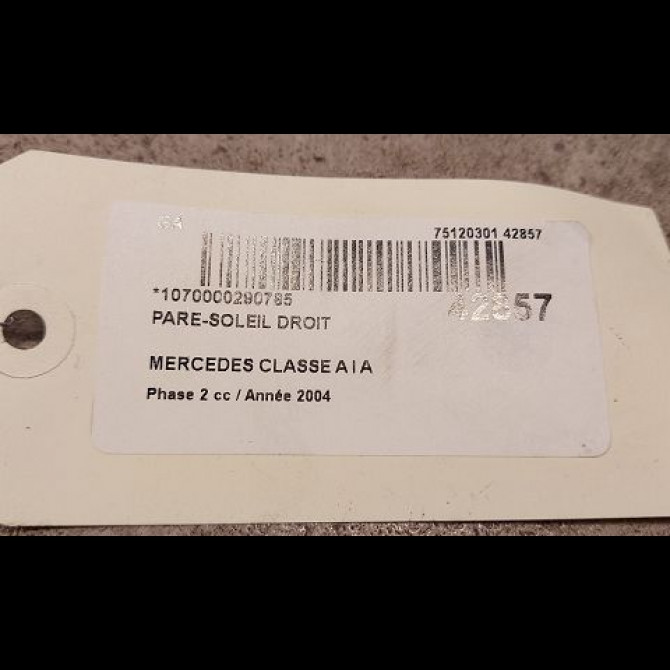 75120301 42857
*1070000290785
42857
PARE-SOLEIL DROIT
MERCEDES CLASSE A I A
Phase 2 cc / Année 2004